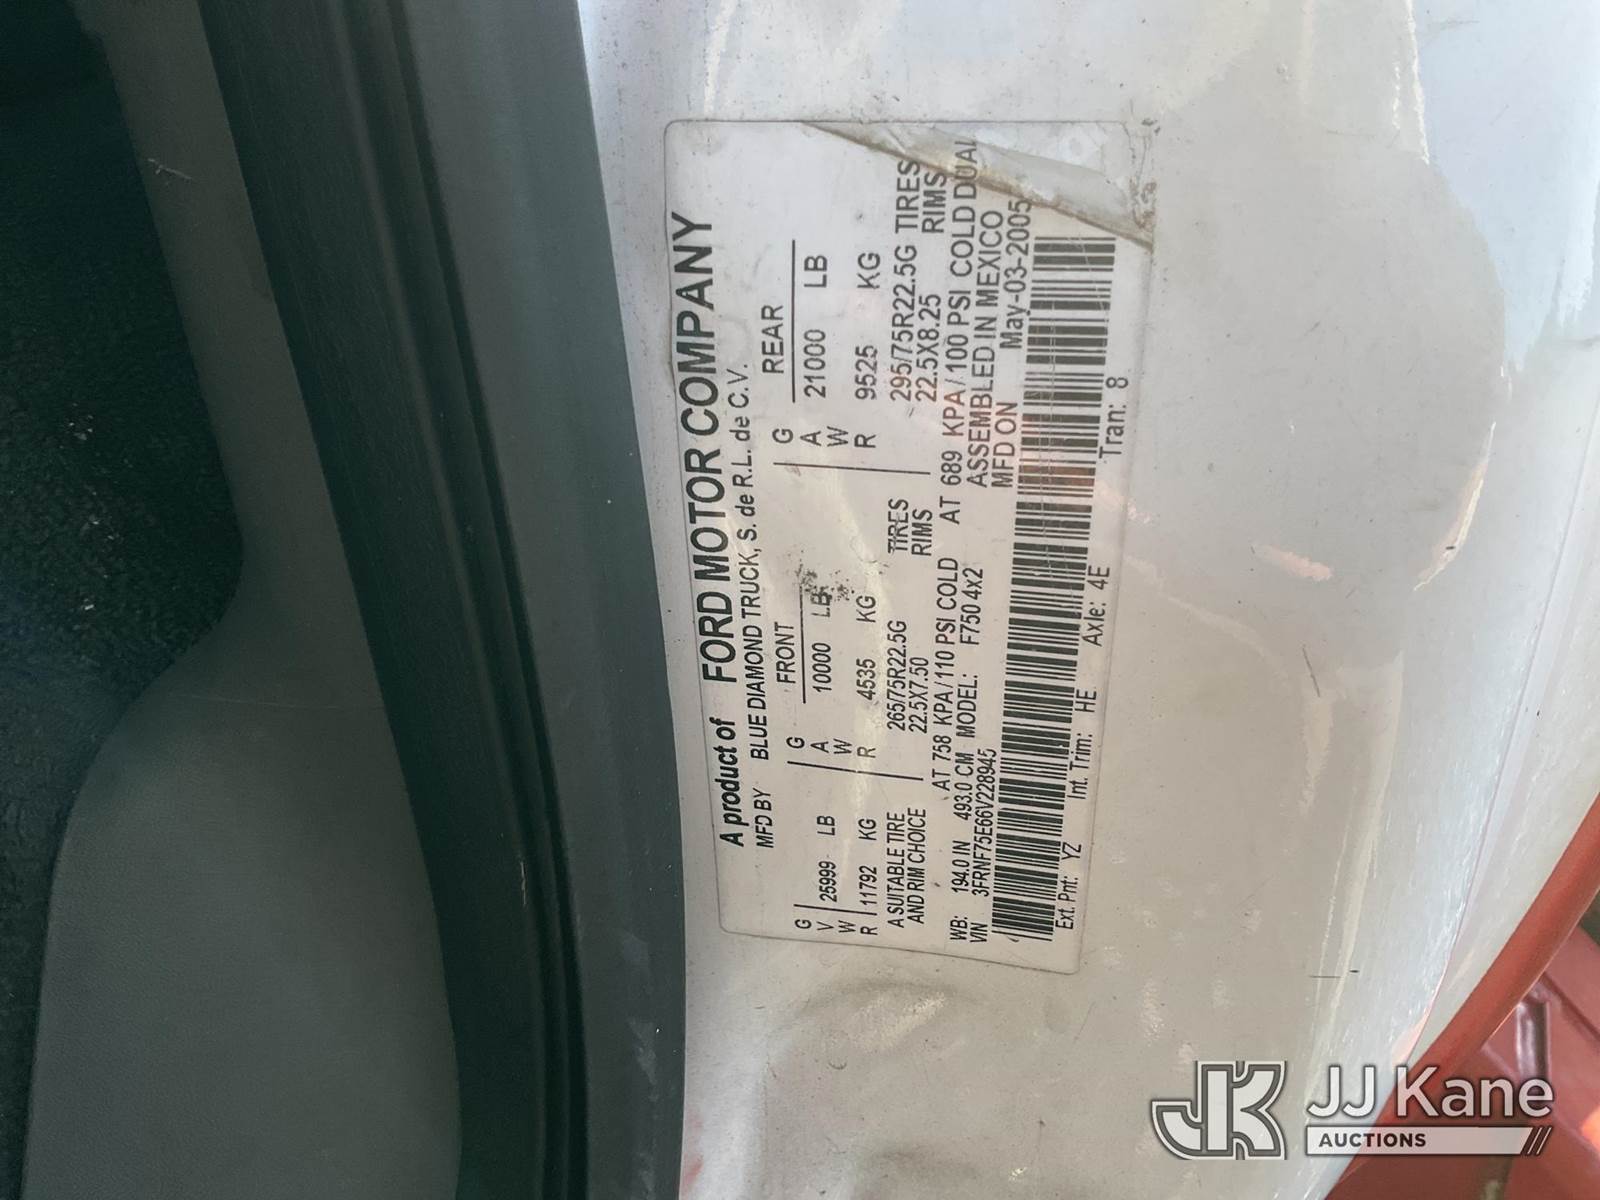 A product of FORD MOTOR COMPANY
MFD BY BLUE DIAMOND TRUCK, S. de R.L. de C.V.
FRONT REAR
G G G
V 25999 LB A 10000 LB A 21000 LB
W W W
R 11792 KG R 4535 KG R 9525 KG
A SUITABLE TIRE 26575R22.5G TIRES 295/75R22.5G TIRES
AND RIM CHOICE 22.5X7.50 RIMS 22.5X8.25 RIMS
AT 758 KPA/110 PSI COLD AT 689 KPA/100 PSI COLD DUAL
WB: 194.0 IN 493.0 CM MODEL: F750 4x2 ASSEMBLED IN MEXICO
VIN 3FRNF75E66V228945 MFD ON May-03-2005
Ext. Pnt: YZ Int. Trim: HE Axle: 4E Tran: 8
JK JJ Kane
AUCTIONS